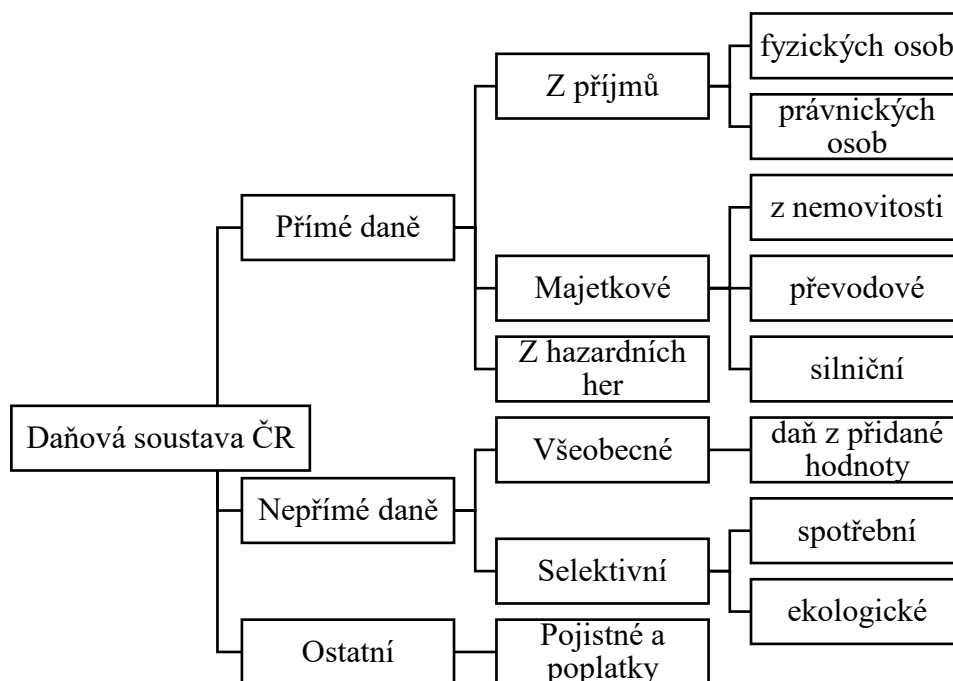 Daňová soustava ČR
Přímé daně
Z příjmů
fyzických osob
právnických
osob
Majetkové
z nemovitosti
převodové
silniční
Z hazardních
her
Nepřímé daně
Všeobecné
daň z přidané
hodnoty
Selektivní
spotřební
ekologické
Ostatní
Pojistné a
poplatky